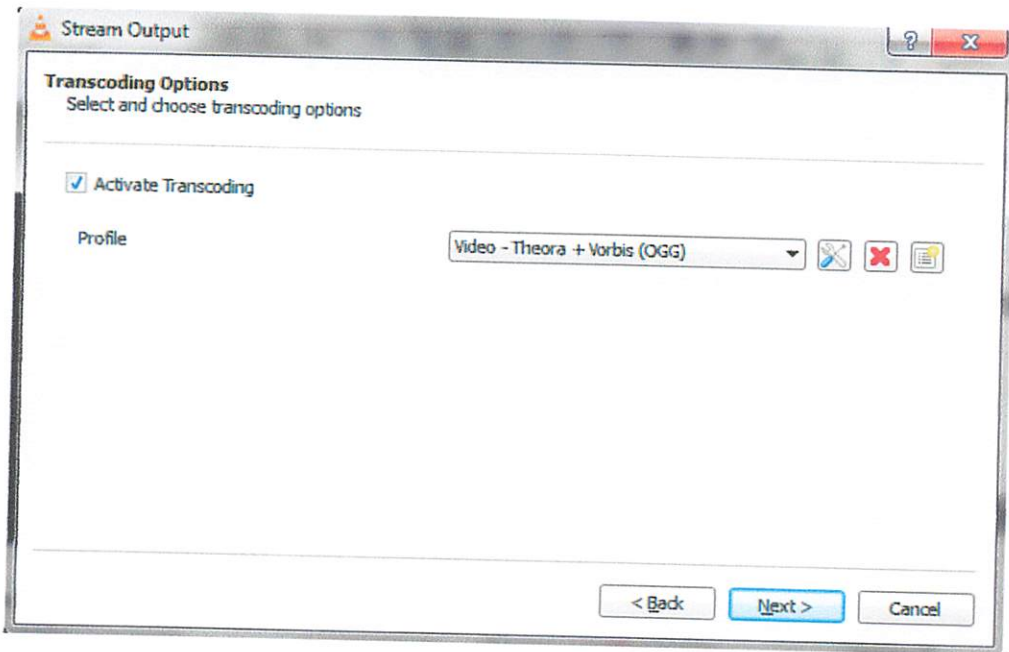 Stream Output
Transcoding Options
Select and choose transcoding options
Activate Transcoding
Profile
Video - Theora + Vorbis (OGG)
< Back
Next >
Cancel